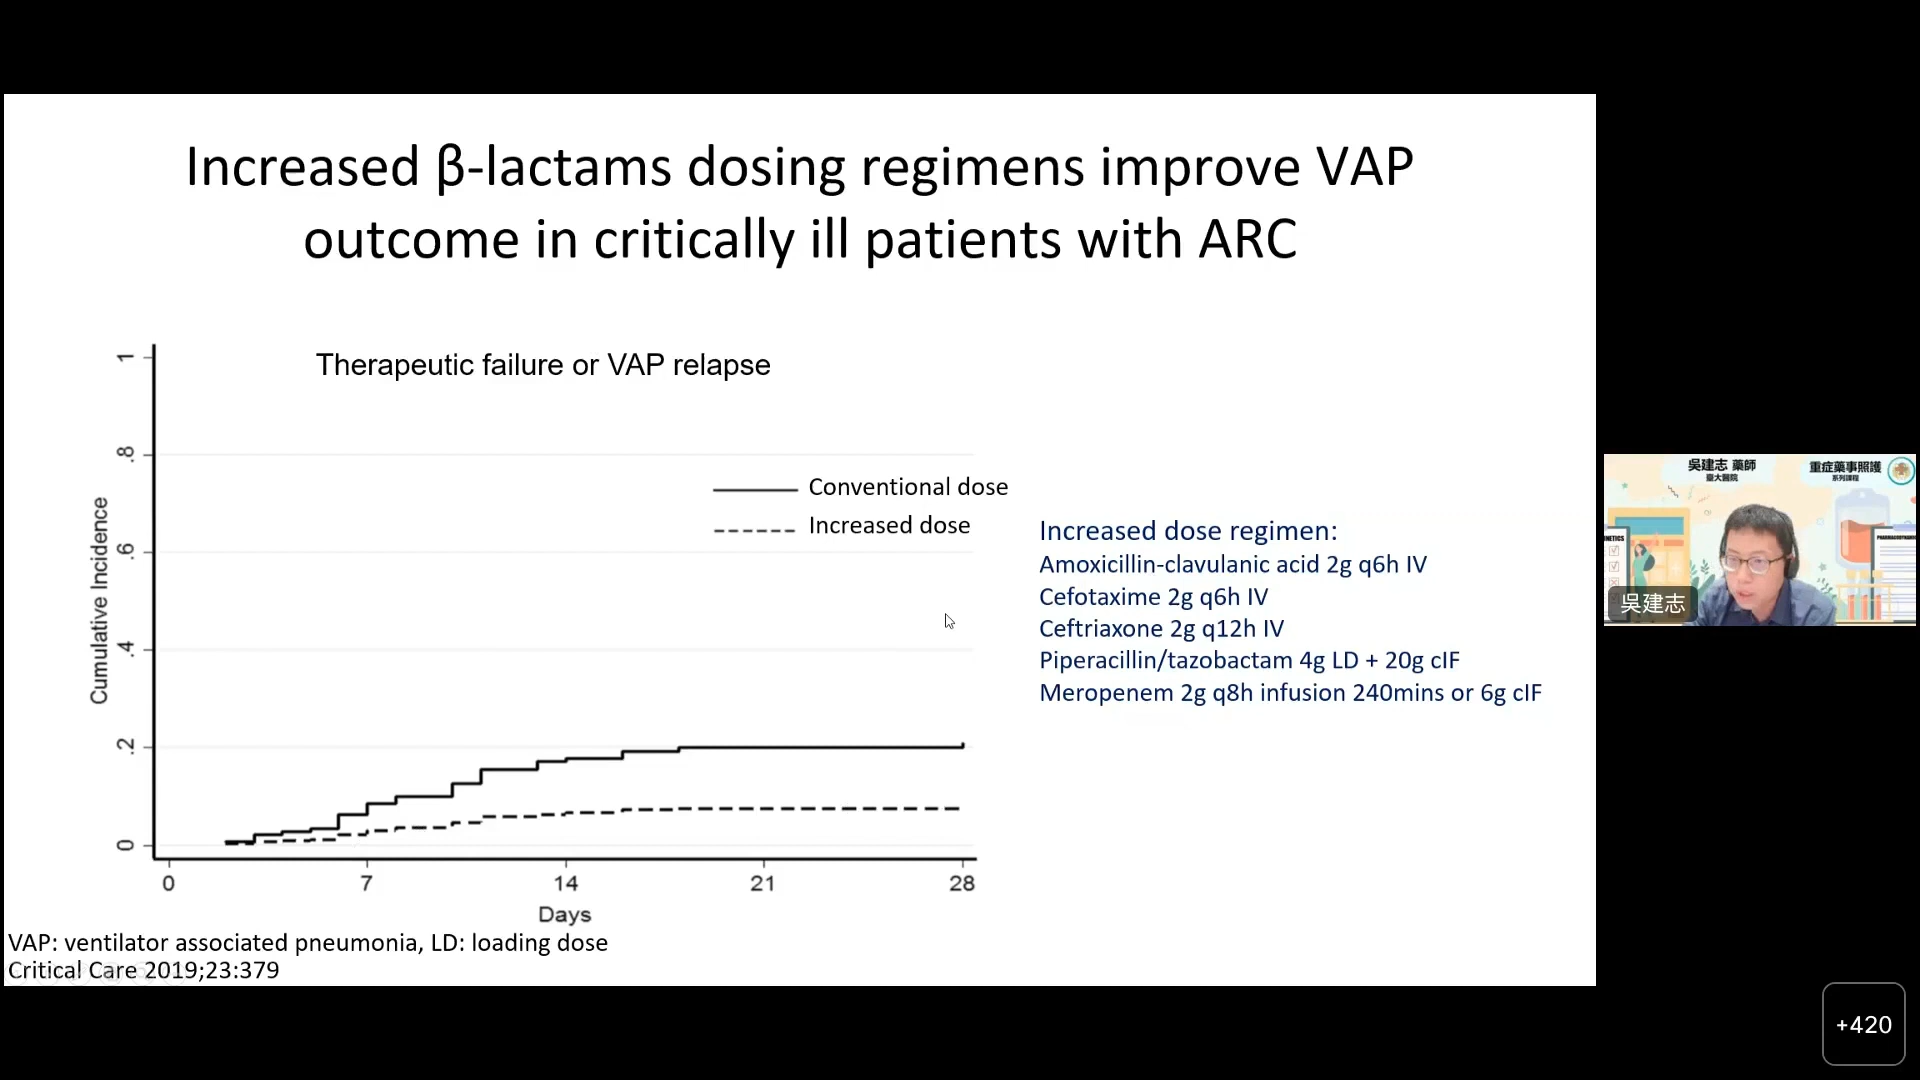 Increased β-lactams dosing regimens improve VAP
outcome in critically ill patients with ARC
Therapeutic failure or VAP relapse
Cumulative Incidence
1
.8
.6
.4
.2
0
Conventional dose
Increased dose
0 7 14 21 28
Days
Increased dose regimen:
Amoxicillin-clavulanic acid 2g q6h IV
Cefotaxime 2g q6h IV
Ceftriaxone 2g q12h IV
Piperacillin/tazobactam 4g LD + 20g cIF
Meropenem 2g q8h infusion 240mins or 6g cIF
VAP: ventilator associated pneumonia, LD: loading dose
Critical Care 2019;23:379
吳建志 藥師
臺大醫院
重症藥事照護
系列課程
吳建志
+420